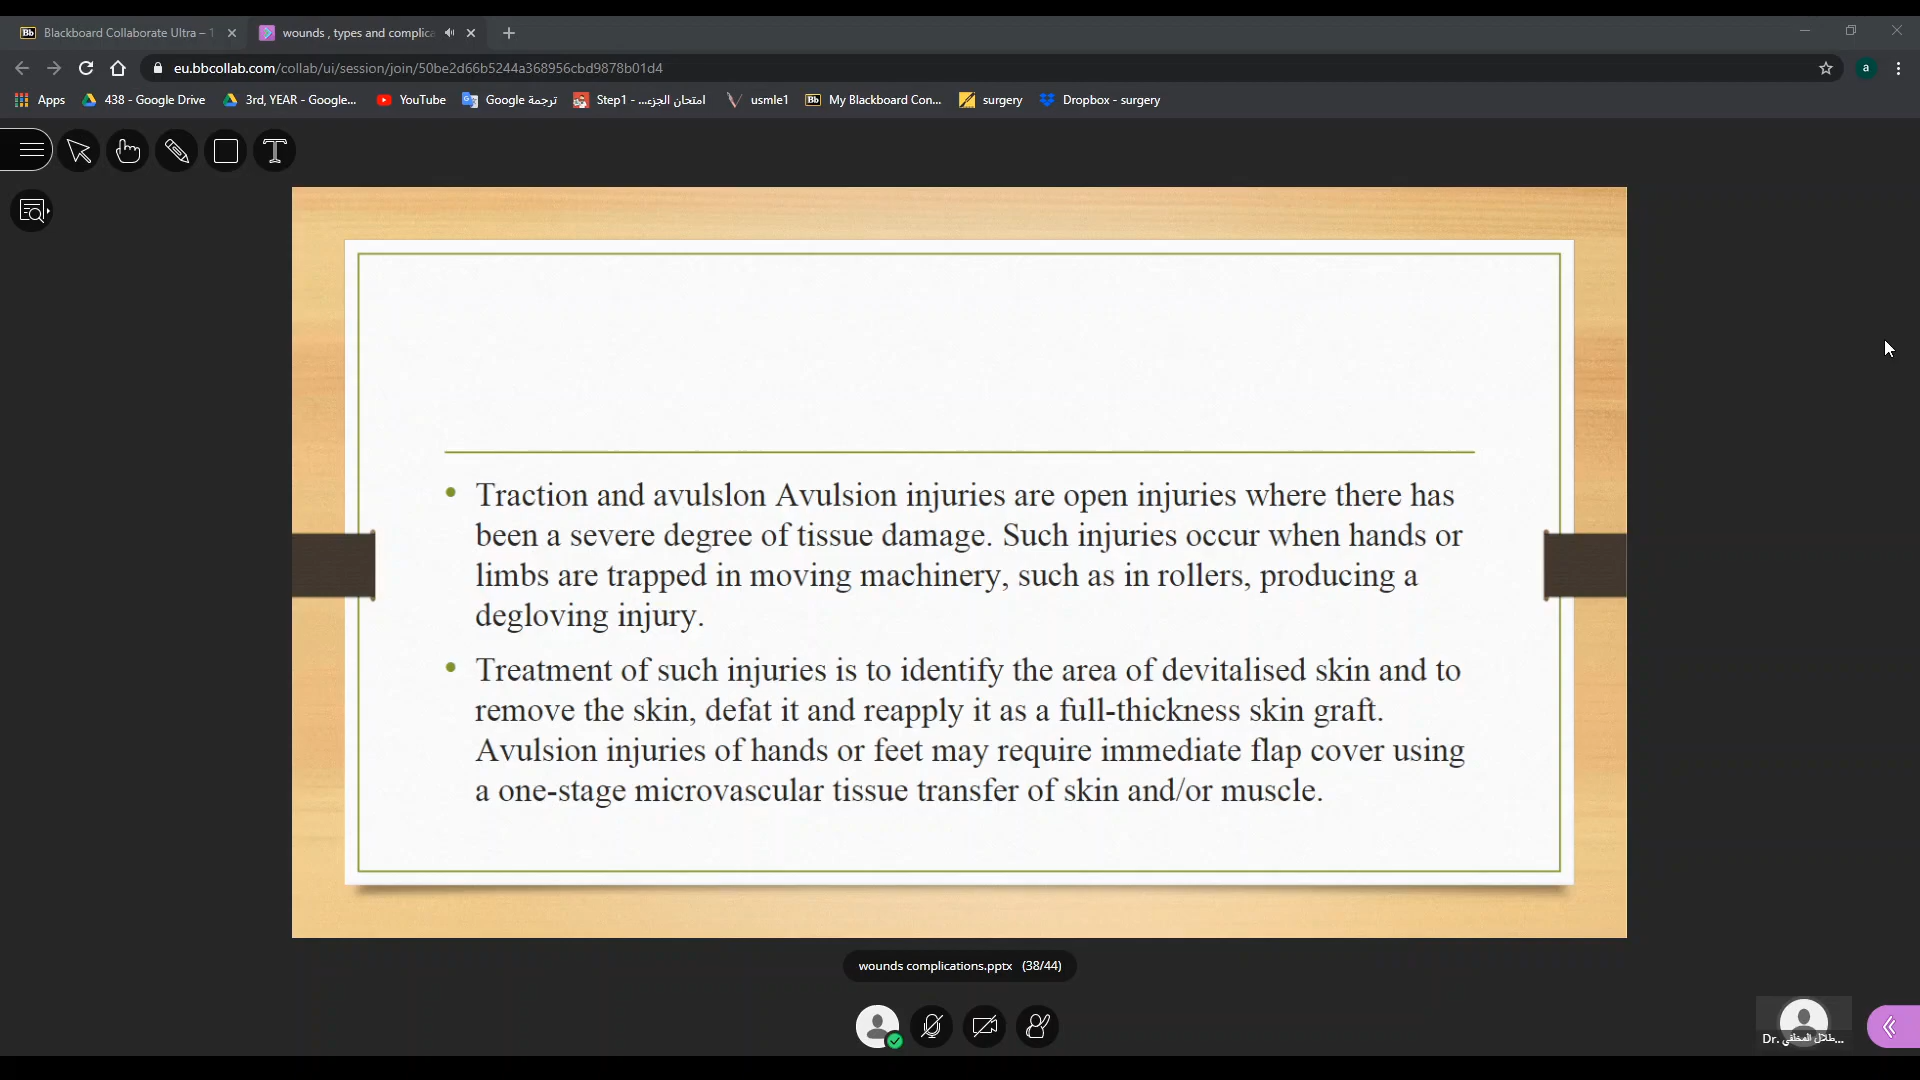 Blackboard Collaborate Ultra –
wounds , types and complica
eu.bbcollab.com/collab/ui/session/join/50be2d66b5244a368956cbd9878b01d4
a
Apps 438 - Google Drive 3rd, YEAR - Google... YouTube ترجمة Google Step1 - ...امتحان الجزء usmle1 Bb My Blackboard Con... surgery Dropbox - surgery
• Traction and avulslon Avulsion injuries are open injuries where there has
been a severe degree of tissue damage. Such injuries occur when hands or
limbs are trapped in moving machinery, such as in rollers, producing a
degloving injury.
• Treatment of such injuries is to identify the area of devitalised skin and to
remove the skin, defat it and reapply it as a full-thickness skin graft.
Avulsion injuries of hands or feet may require immediate flap cover using
a one-stage microvascular tissue transfer of skin and/or muscle.
wounds complications.pptx (38/44)
Dr. طلال